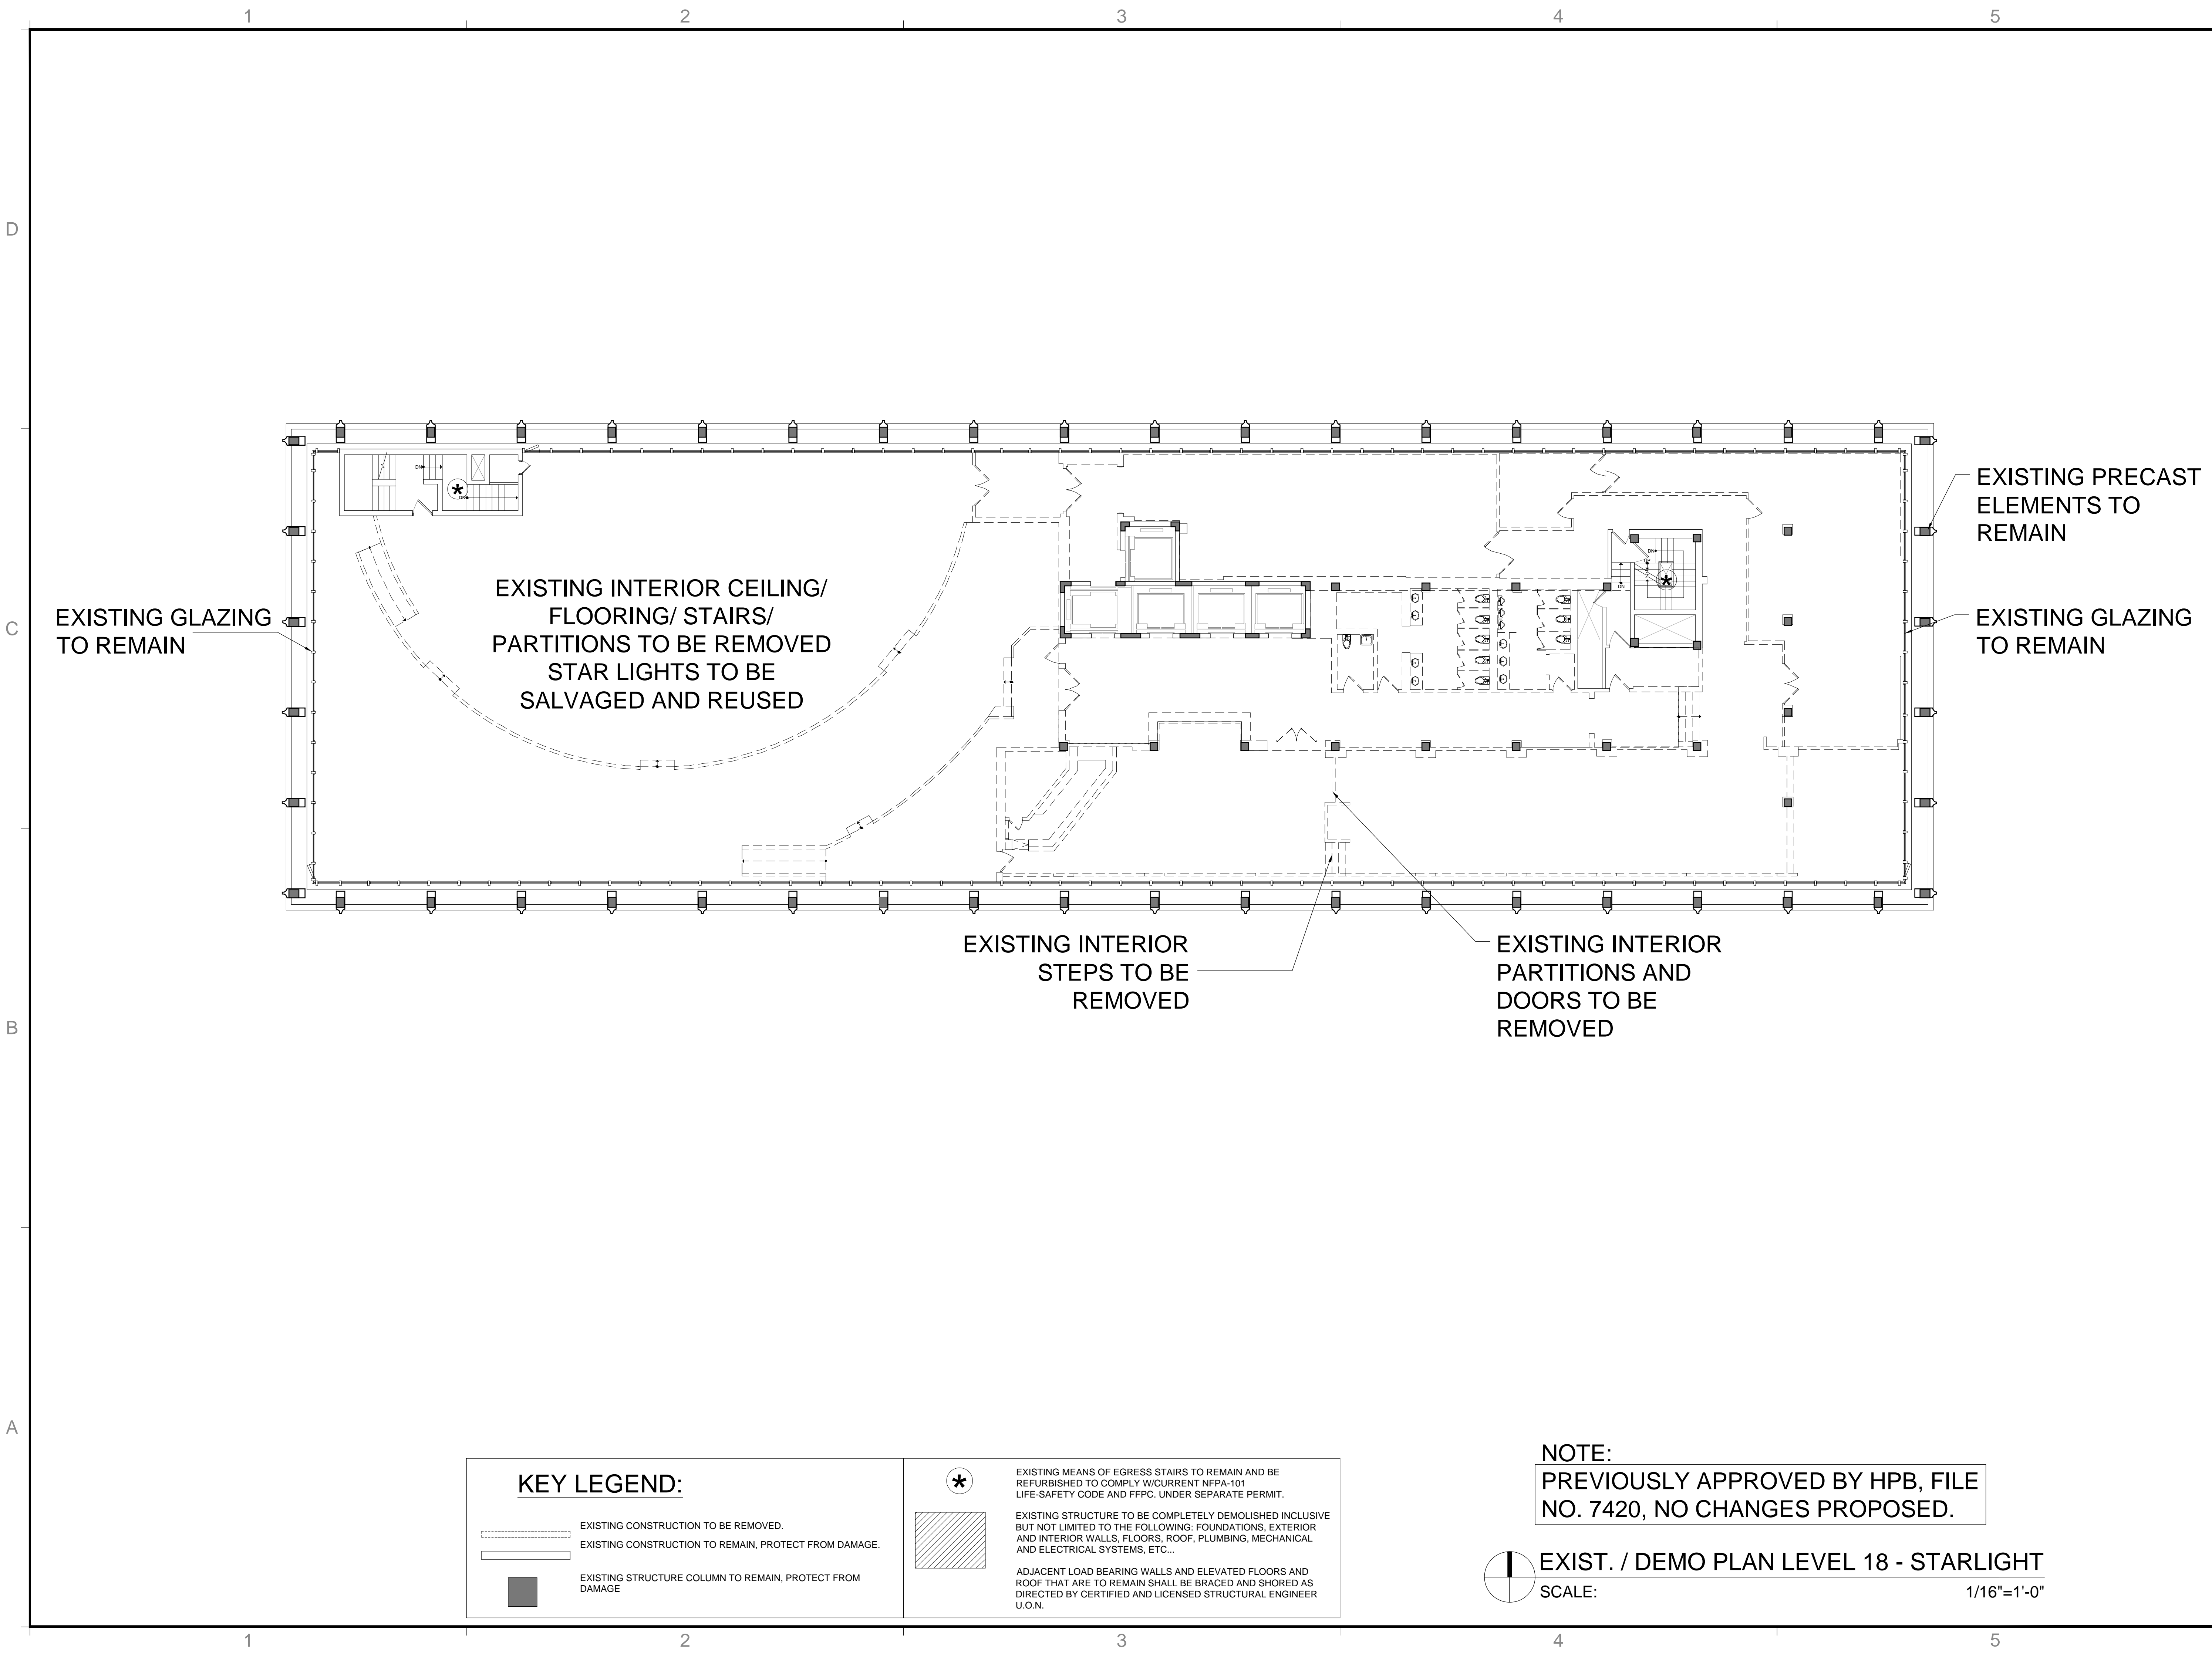 1 2 3 4 5
D
C
B
A
DN
DN
DN
DN
EXISTING INTERIOR CEILING/
FLOORING/ STAIRS/
PARTITIONS TO BE REMOVED
STAR LIGHTS TO BE
SALVAGED AND REUSED
EXISTING GLAZING
TO REMAIN
EXISTING PRECAST
ELEMENTS TO
REMAIN
EXISTING GLAZING
TO REMAIN
EXISTING INTERIOR
STEPS TO BE
REMOVED
EXISTING INTERIOR
PARTITIONS AND
DOORS TO BE
REMOVED
KEY LEGEND:
EXISTING CONSTRUCTION TO BE REMOVED.
EXISTING CONSTRUCTION TO REMAIN, PROTECT FROM DAMAGE.
EXISTING STRUCTURE COLUMN TO REMAIN, PROTECT FROM
DAMAGE
EXISTING MEANS OF EGRESS STAIRS TO REMAIN AND BE
REFURBISHED TO COMPLY W/CURRENT NFPA-101
LIFE-SAFETY CODE AND FFPC. UNDER SEPARATE PERMIT.
EXISTING STRUCTURE TO BE COMPLETELY DEMOLISHED INCLUSIVE
BUT NOT LIMITED TO THE FOLLOWING: FOUNDATIONS, EXTERIOR
AND INTERIOR WALLS, FLOORS, ROOF, PLUMBING, MECHANICAL
AND ELECTRICAL SYSTEMS, ETC...
ADJACENT LOAD BEARING WALLS AND ELEVATED FLOORS AND
ROOF THAT ARE TO REMAIN SHALL BE BRACED AND SHORED AS
DIRECTED BY CERTIFIED AND LICENSED STRUCTURAL ENGINEER
U.O.N.
NOTE:
PREVIOUSLY APPROVED BY HPB, FILE
NO. 7420, NO CHANGES PROPOSED.
EXIST. / DEMO PLAN LEVEL 18 - STARLIGHT
SCALE: 1/16"=1'-0"
1 2 3 4 5